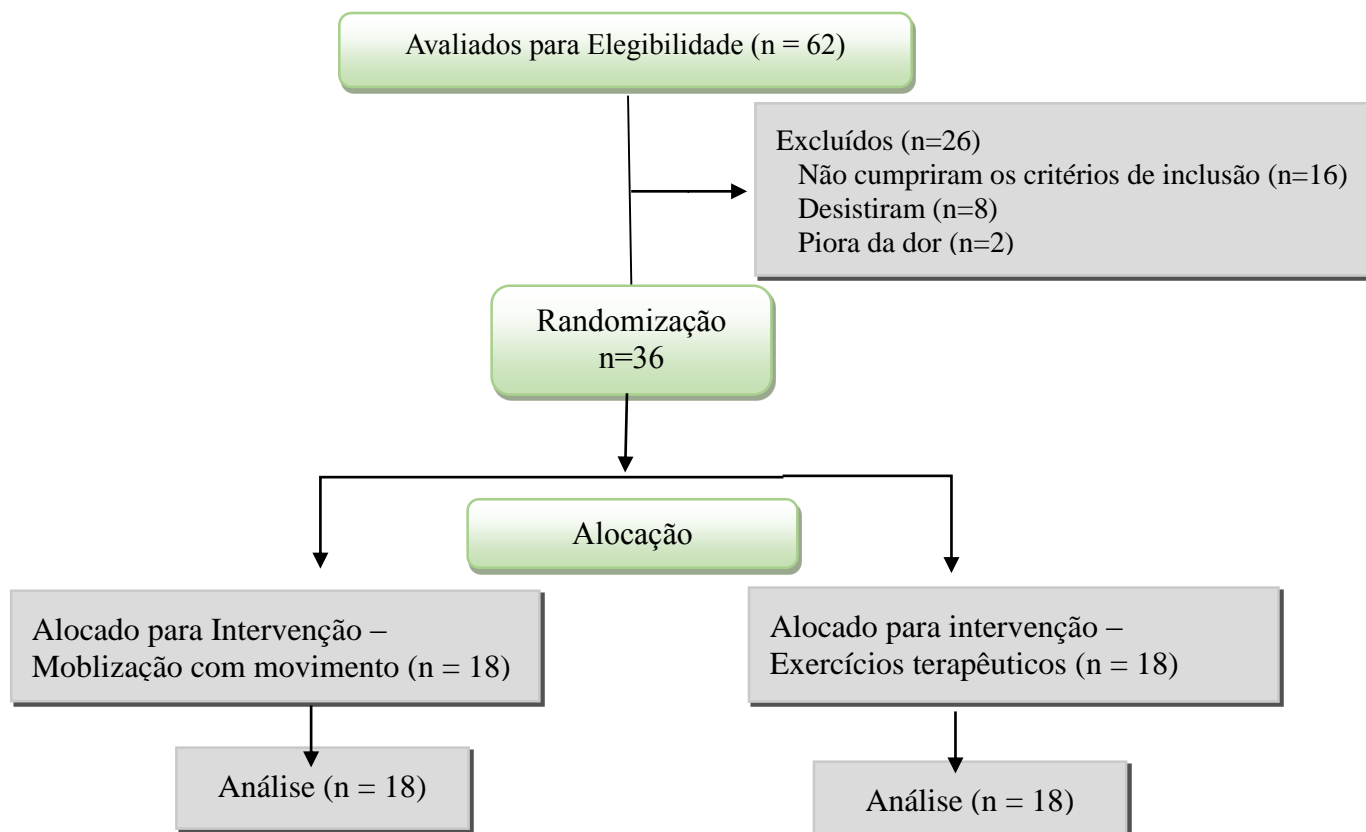 Avaliados para Elegibilidade (n = 62)
Excluídos (n=26)
Não cumpriram os critérios de inclusão (n=16)
Desistiram (n=8)
Piora da dor (n=2)
Randomização
n=36
Alocação
Alocado para Intervenção –
Moblização com movimento (n = 18)
Alocado para intervenção –
Exercícios terapêuticos (n = 18)
Análise (n = 18)
Análise (n = 18)